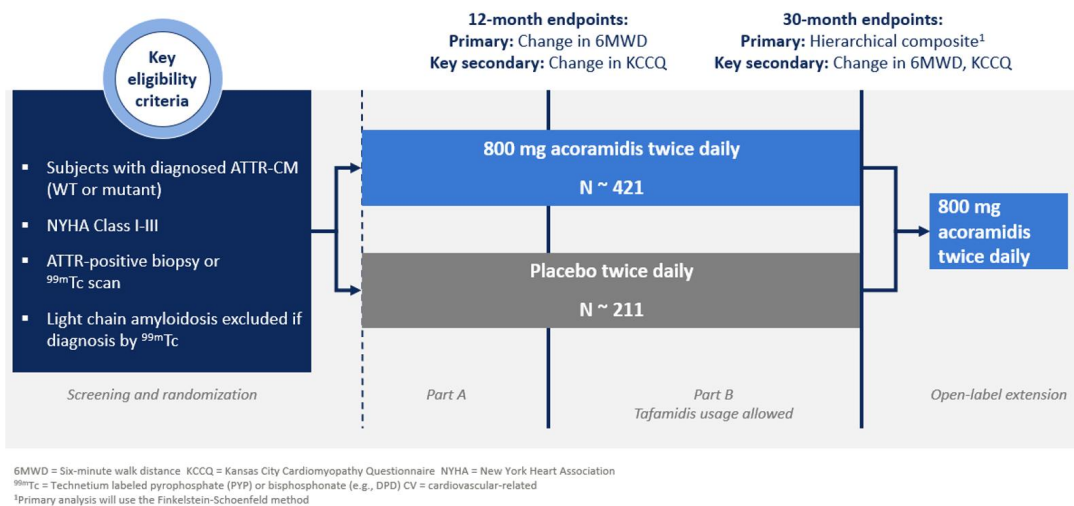 12-month endpoints:
Primary: Change in 6MWD
Key secondary: Change in KCCQ
30-month endpoints:
Primary: Hierarchical composite¹
Key secondary: Change in 6MWD, KCCQ
Key
eligibility
criteria
▪ Subjects with diagnosed ATTR-CM
(WT or mutant)
▪ NYHA Class I-III
▪ ATTR-positive biopsy or
⁹⁹ᵐTc scan
▪ Light chain amyloidosis excluded if
diagnosis by ⁹⁹ᵐTc
800 mg acoramidis twice daily
N ~ 421
Placebo twice daily
N ~ 211
800 mg
acoramidis
twice daily
Screening and randomization
Part A
Part B
Tafamidis usage allowed
Open-label extension
6MWD = Six-minute walk distance KCCQ = Kansas City Cardiomyopathy Questionnaire NYHA = New York Heart Association
⁹⁹ᵐTc = Technetium labeled pyrophosphate (PYP) or bisphosphonate (e.g., DPD) CV = cardiovascular-related
¹Primary analysis will use the Finkelstein-Schoenfeld method